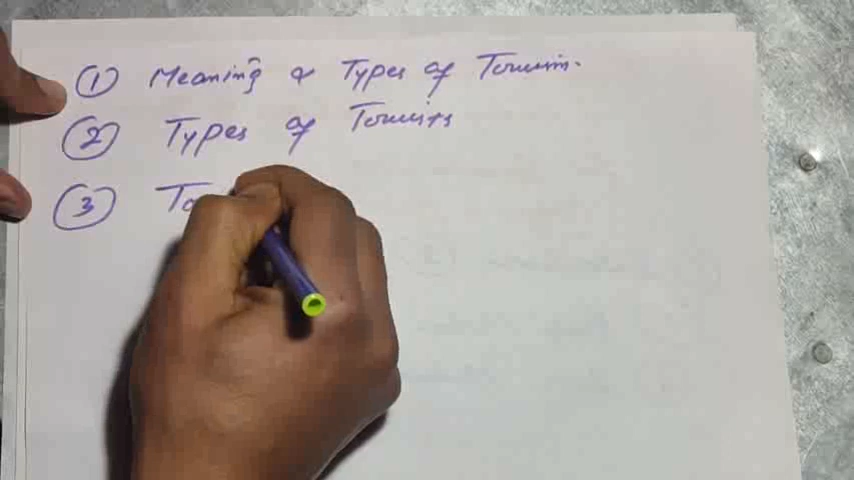 ① Meaning & Types of Tourism.
② Types of Tourists
③ To